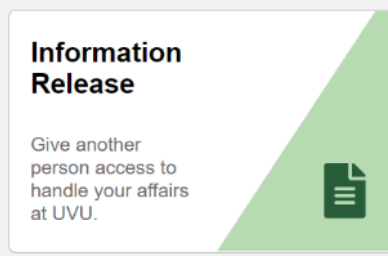 Information
Release
Give another
person access to
handle your affairs
at UVU.